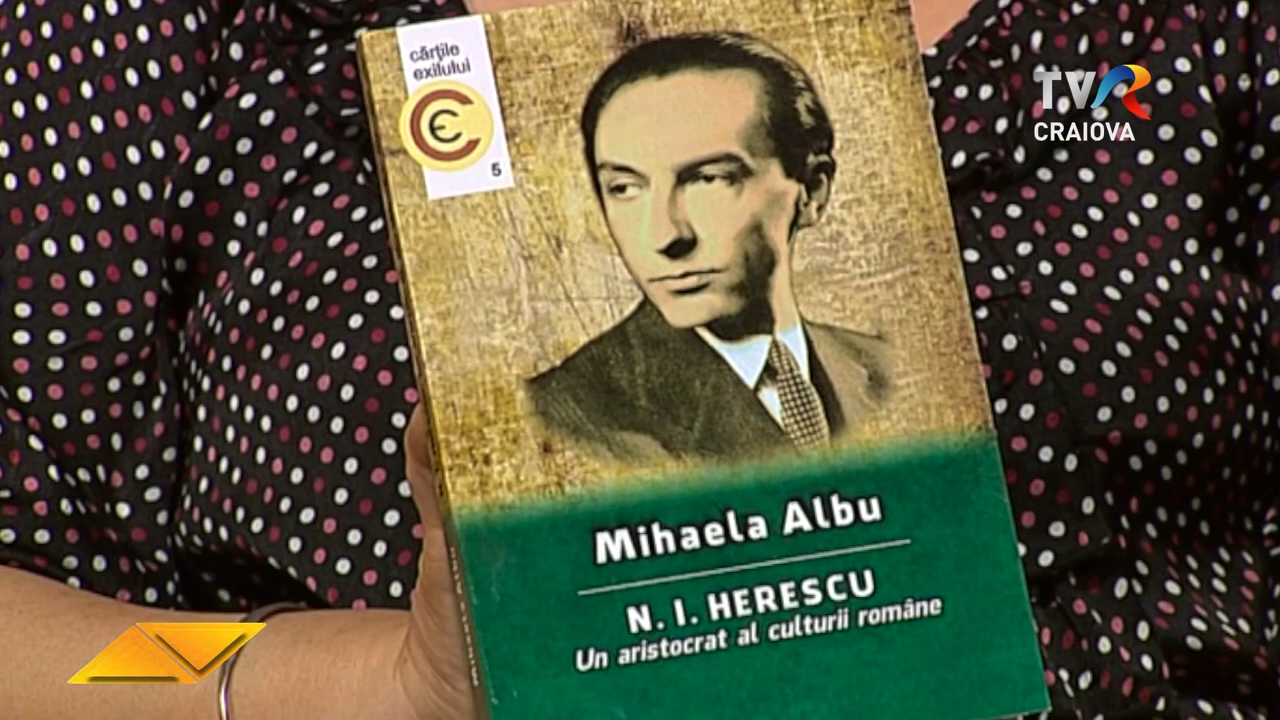 cărțile
exilului
5
TVR
CRAIOVA
Mihaela Albu
N. I. HERESCU
Un aristocrat al culturii române